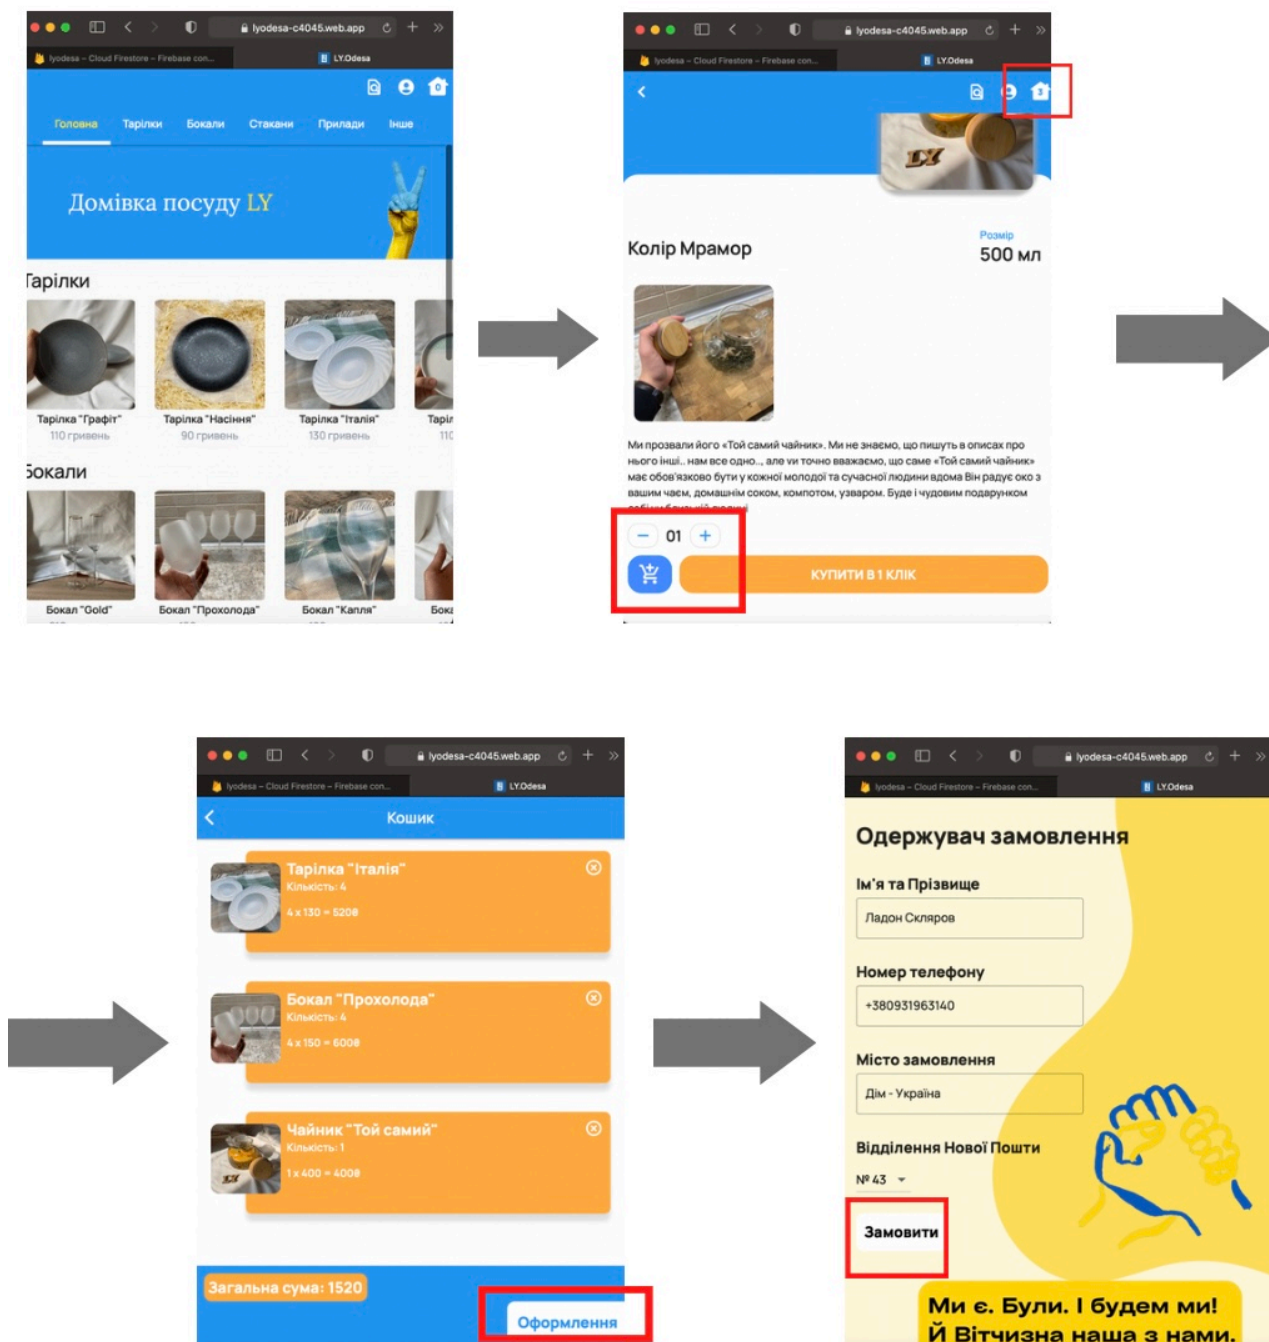 lyodesa-c4045.web.app
lyodesa – Cloud Firestore – Firebase con...
LY.Odesa
0
Головна Тарілки Бокали Стакани Прилади Інше
Домівка посуду LY
Тарілки
Тарілка "Графіт" Тарілка "Насіння" Тарілка "Італія" Таріл
110 гривень 90 гривень 130 гривень 110
Бокали
Бокал "Gold" Бокал "Прохолода" Бокал "Капля" Бока
lyodesa-c4045.web.app
lyodesa – Cloud Firestore – Firebase con...
LY.Odesa
3
LY
Розмір
Колір Мрамор 500 мл
Ми прозвали його «Той самий чайник». Ми не знаємо, що пишуть в описах про
нього інші.. нам все одно.., але ми точно вважаємо, що саме «Той самий чайник»
має обов'язково бути у кожної молодої та сучасної людини вдома Він радує око з
вашим чаєм, домашнім соком, компотом, узваром. Буде і чудовим подарунком
01
КУПИТИ В 1 КЛІК
lyodesa-c4045.web.app
lyodesa – Cloud Firestore – Firebase con...
LY.Odesa
Кошик
Тарілка "Італія"
Кількість: 4
4 x 130 = 520₴
Бокал "Прохолода"
Кількість: 4
4 x 150 = 600₴
Чайник "Той самий"
Кількість: 1
1 x 400 = 400₴
LY
Загальна сума: 1520
Оформлення
lyodesa-c4045.web.app
lyodesa – Cloud Firestore – Firebase con...
LY.Odesa
Одержувач замовлення
Ім'я та Прізвище
Ладон Скляров
Номер телефону
+380931963140
Місто замовлення
Дім - Україна
Відділення Нової Пошти
№ 43
Замовити
Ми є. Були. І будем ми!
Й Вітчизна наша з нами.